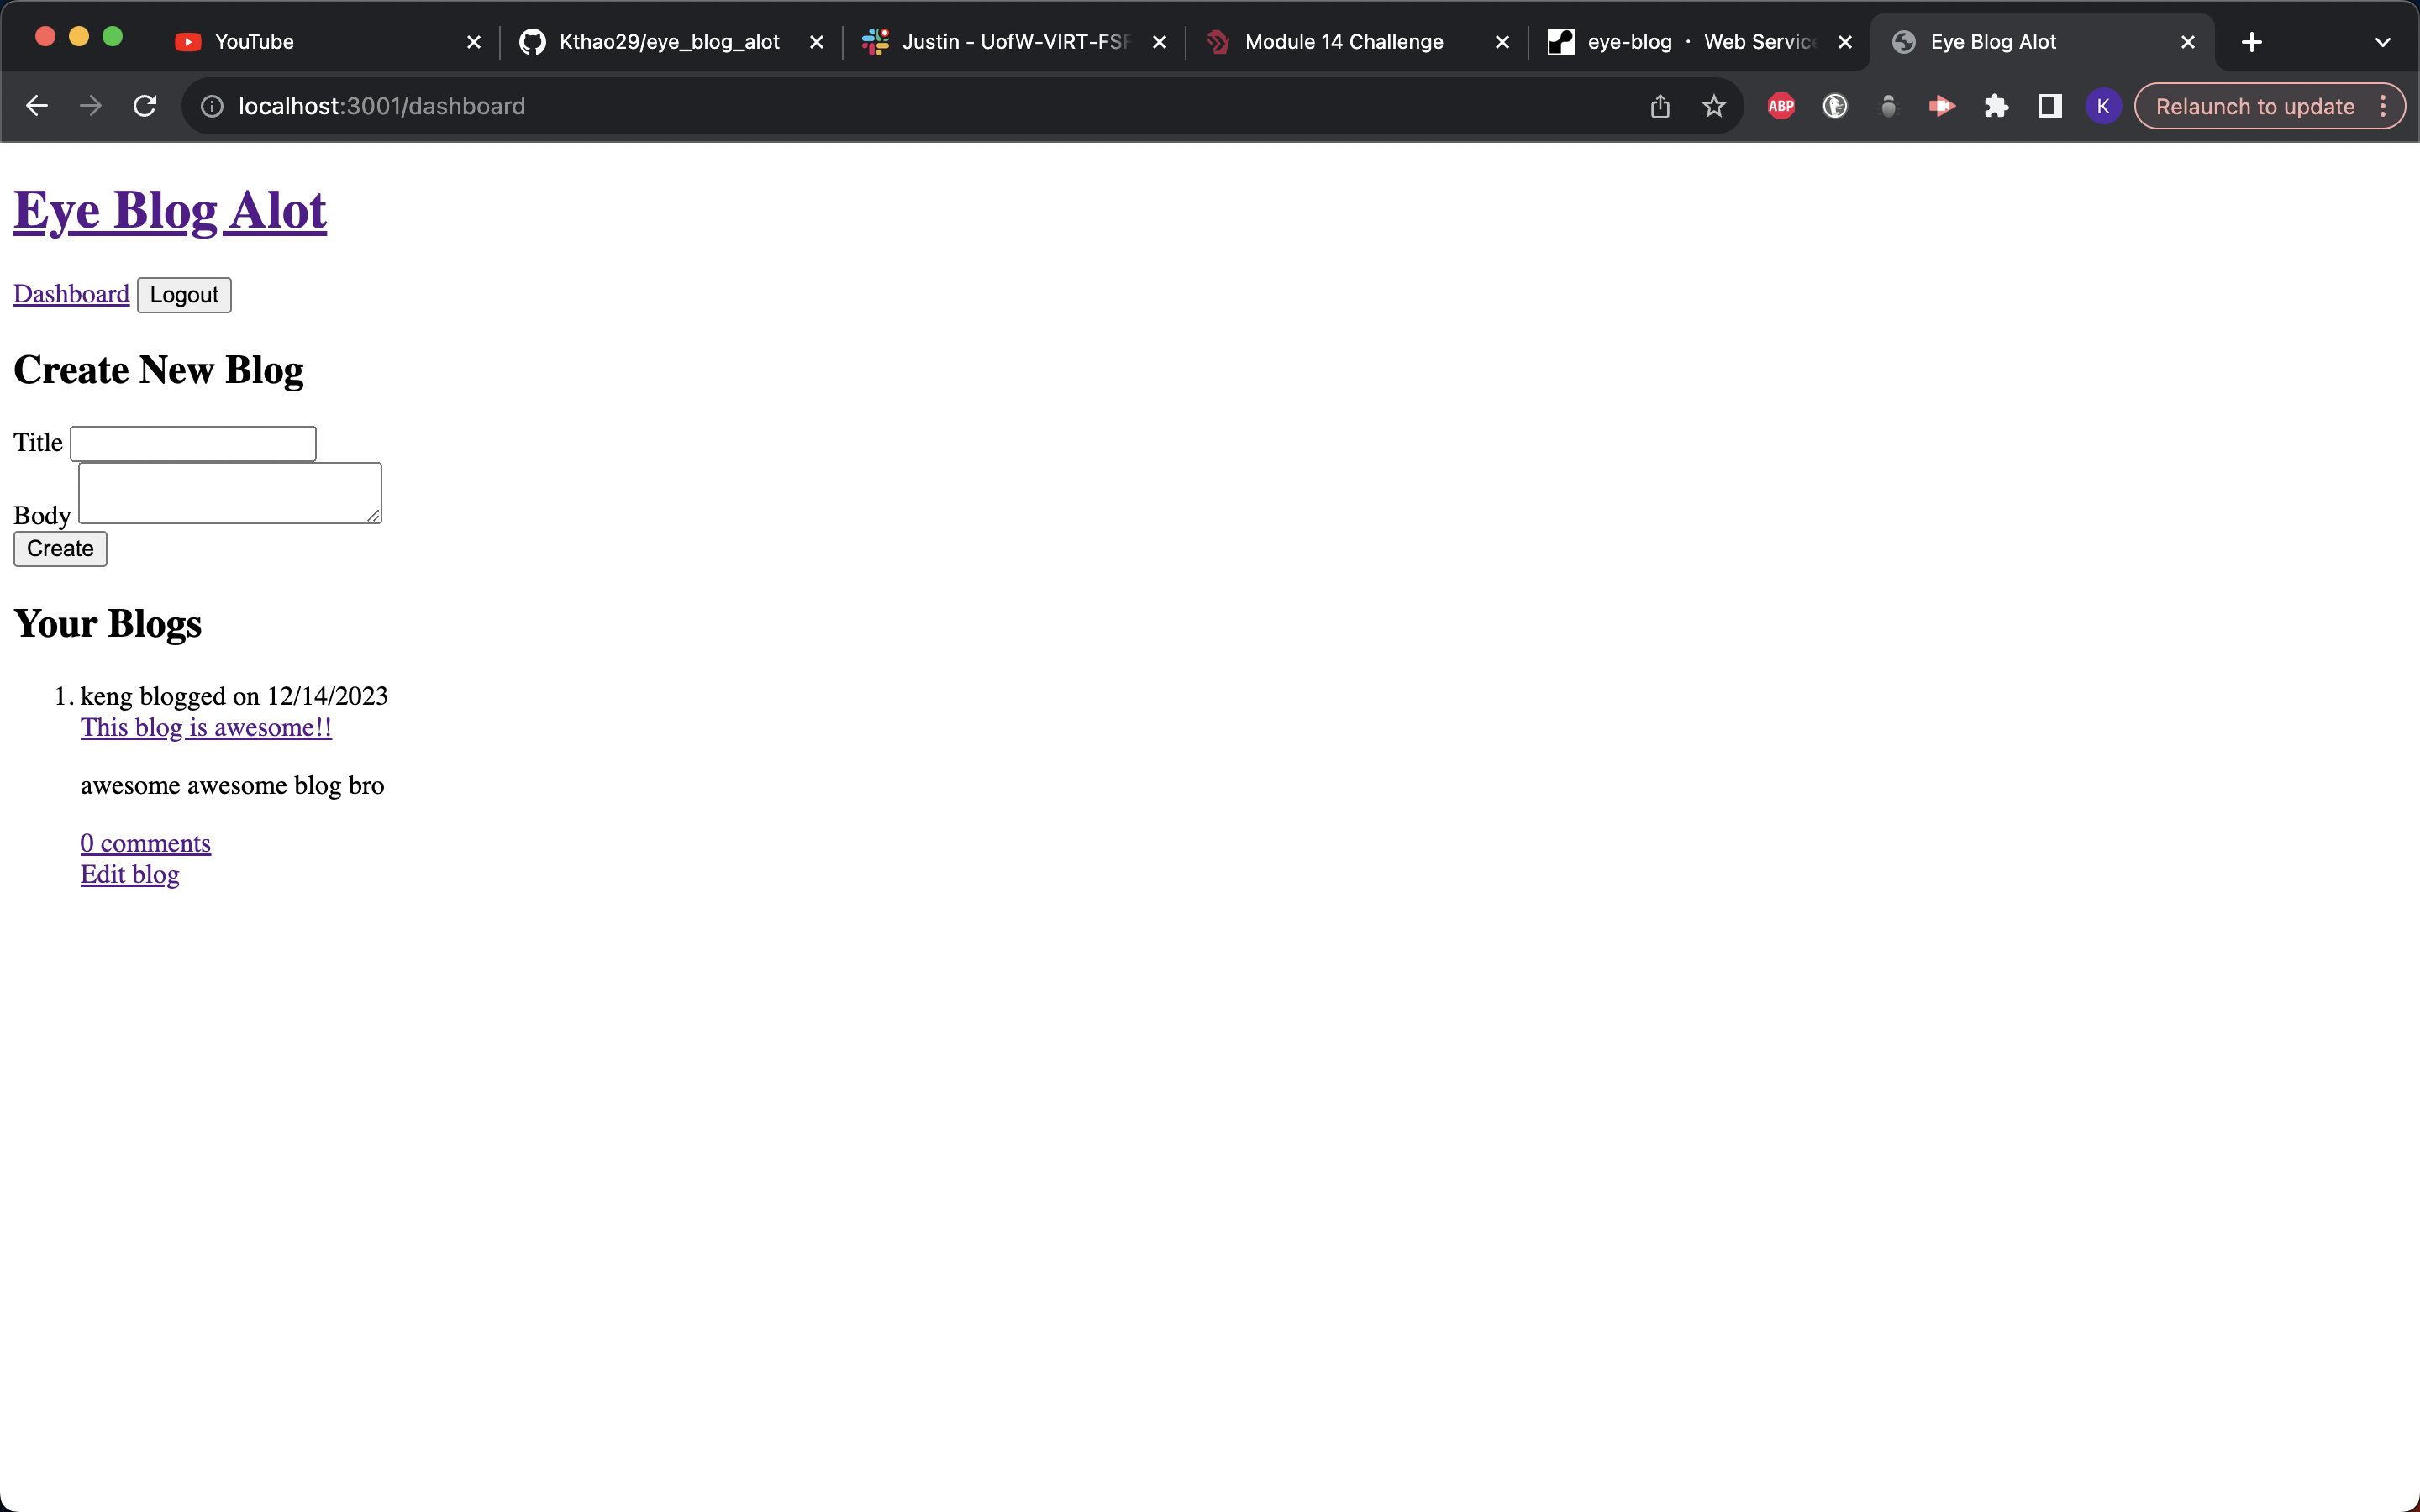 YouTube
Kthao29/eye_blog_alot
Justin - UofW-VIRT-FSF
Module 14 Challenge
eye-blog · Web Service
Eye Blog Alot
localhost:3001/dashboard
ABP
K
Relaunch to update
Eye Blog Alot
Dashboard Logout
Create New Blog
Title
Body
Create
Your Blogs
1. keng blogged on 12/14/2023
This blog is awesome!!
awesome awesome blog bro
0 comments
Edit blog